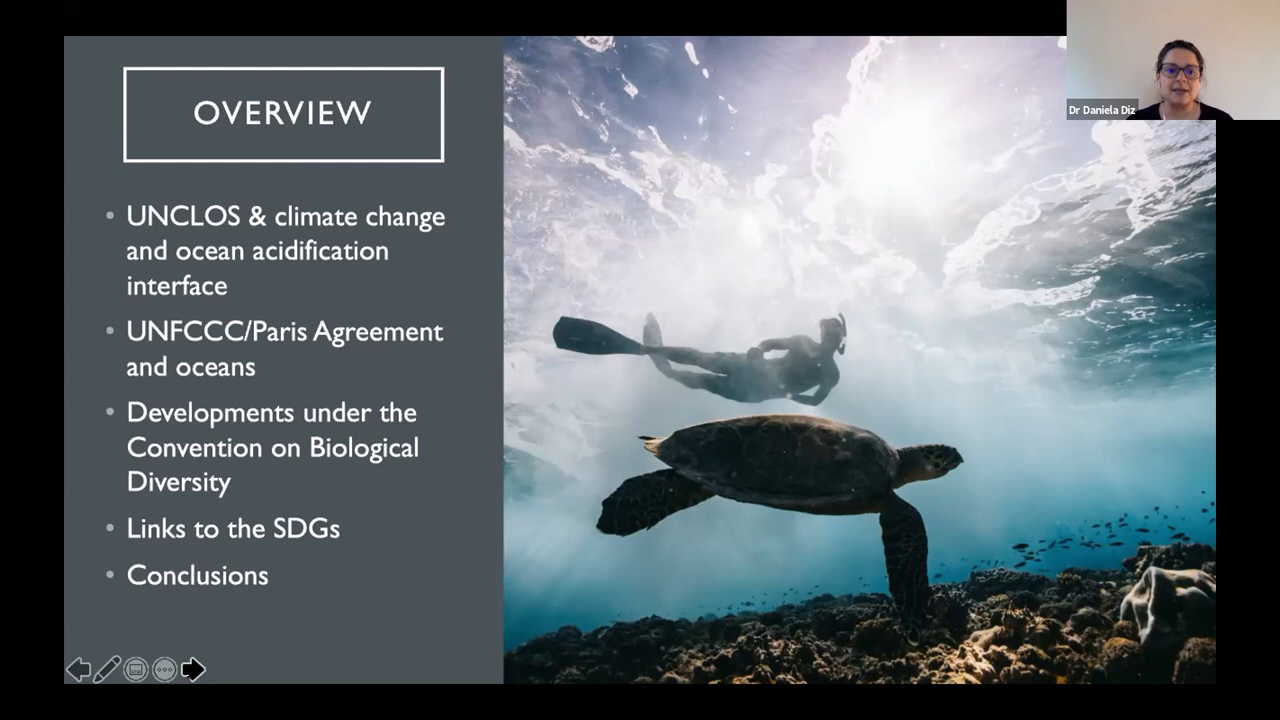 OVERVIEW
• UNCLOS & climate change
and ocean acidification
interface
• UNFCCC/Paris Agreement
and oceans
• Developments under the
Convention on Biological
Diversity
• Links to the SDGs
• Conclusions
Dr Daniela Diz